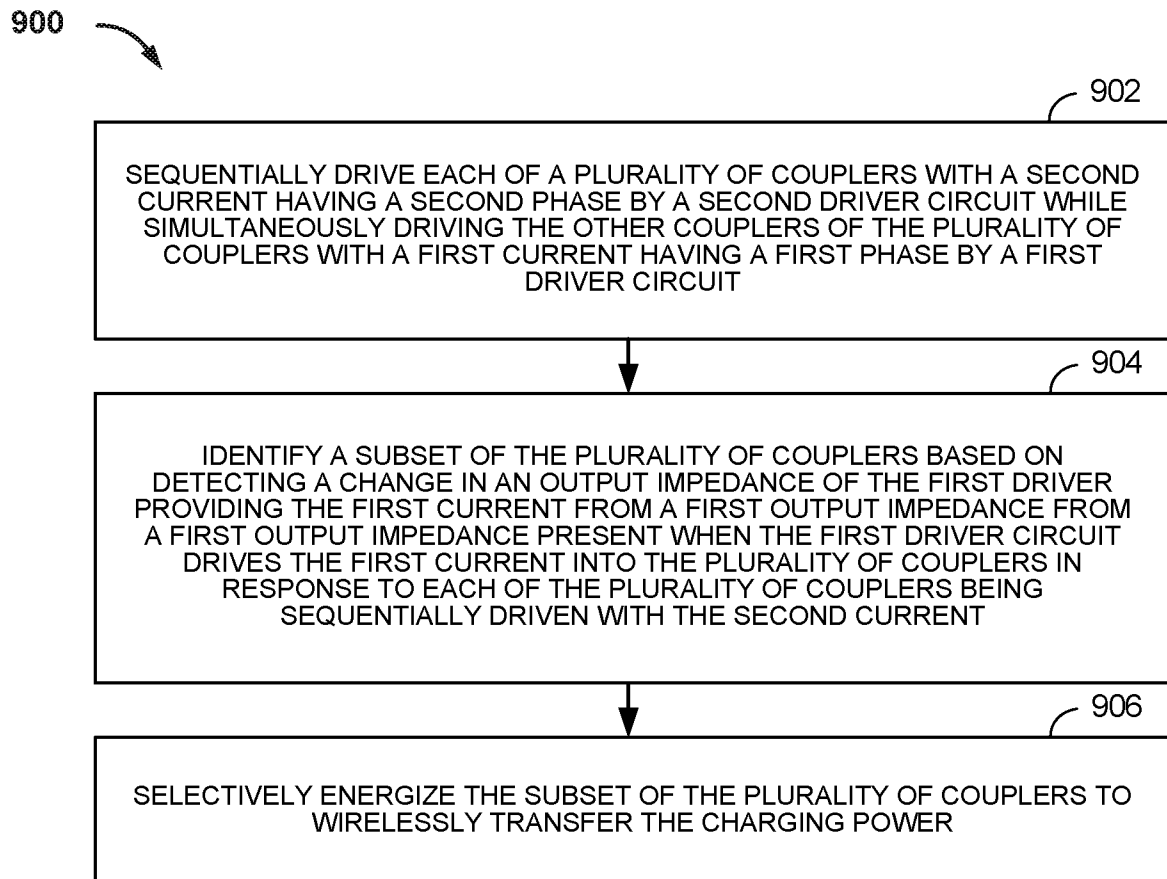 900
902
SEQUENTIALLY DRIVE EACH OF A PLURALITY OF COUPLERS WITH A SECOND
CURRENT HAVING A SECOND PHASE BY A SECOND DRIVER CIRCUIT WHILE
SIMULTANEOUSLY DRIVING THE OTHER COUPLERS OF THE PLURALITY OF
COUPLERS WITH A FIRST CURRENT HAVING A FIRST PHASE BY A FIRST
DRIVER CIRCUIT
904
IDENTIFY A SUBSET OF THE PLURALITY OF COUPLERS BASED ON
DETECTING A CHANGE IN AN OUTPUT IMPEDANCE OF THE FIRST DRIVER
PROVIDING THE FIRST CURRENT FROM A FIRST OUTPUT IMPEDANCE FROM
A FIRST OUTPUT IMPEDANCE PRESENT WHEN THE FIRST DRIVER CIRCUIT
DRIVES THE FIRST CURRENT INTO THE PLURALITY OF COUPLERS IN
RESPONSE TO EACH OF THE PLURALITY OF COUPLERS BEING
SEQUENTIALLY DRIVEN WITH THE SECOND CURRENT
906
SELECTIVELY ENERGIZE THE SUBSET OF THE PLURALITY OF COUPLERS TO
WIRELESSLY TRANSFER THE CHARGING POWER